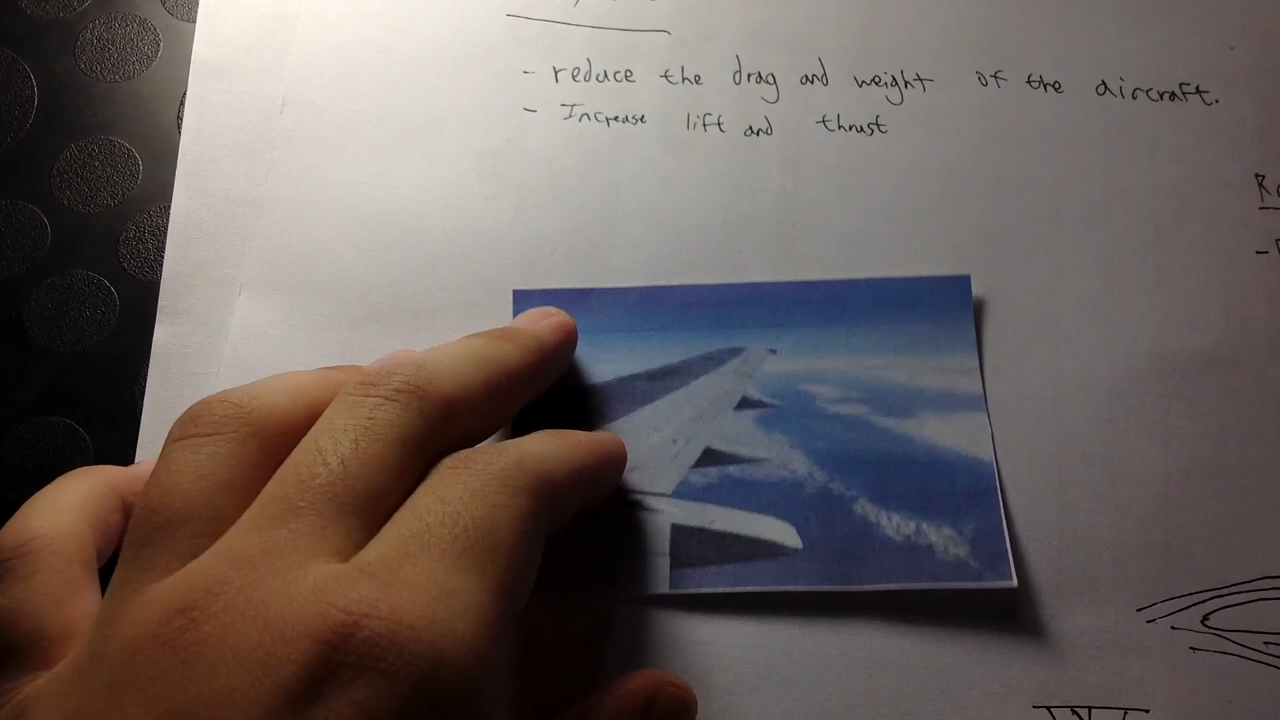 - reduce the drag and weight of the aircraft.
- Increase lift and thrust